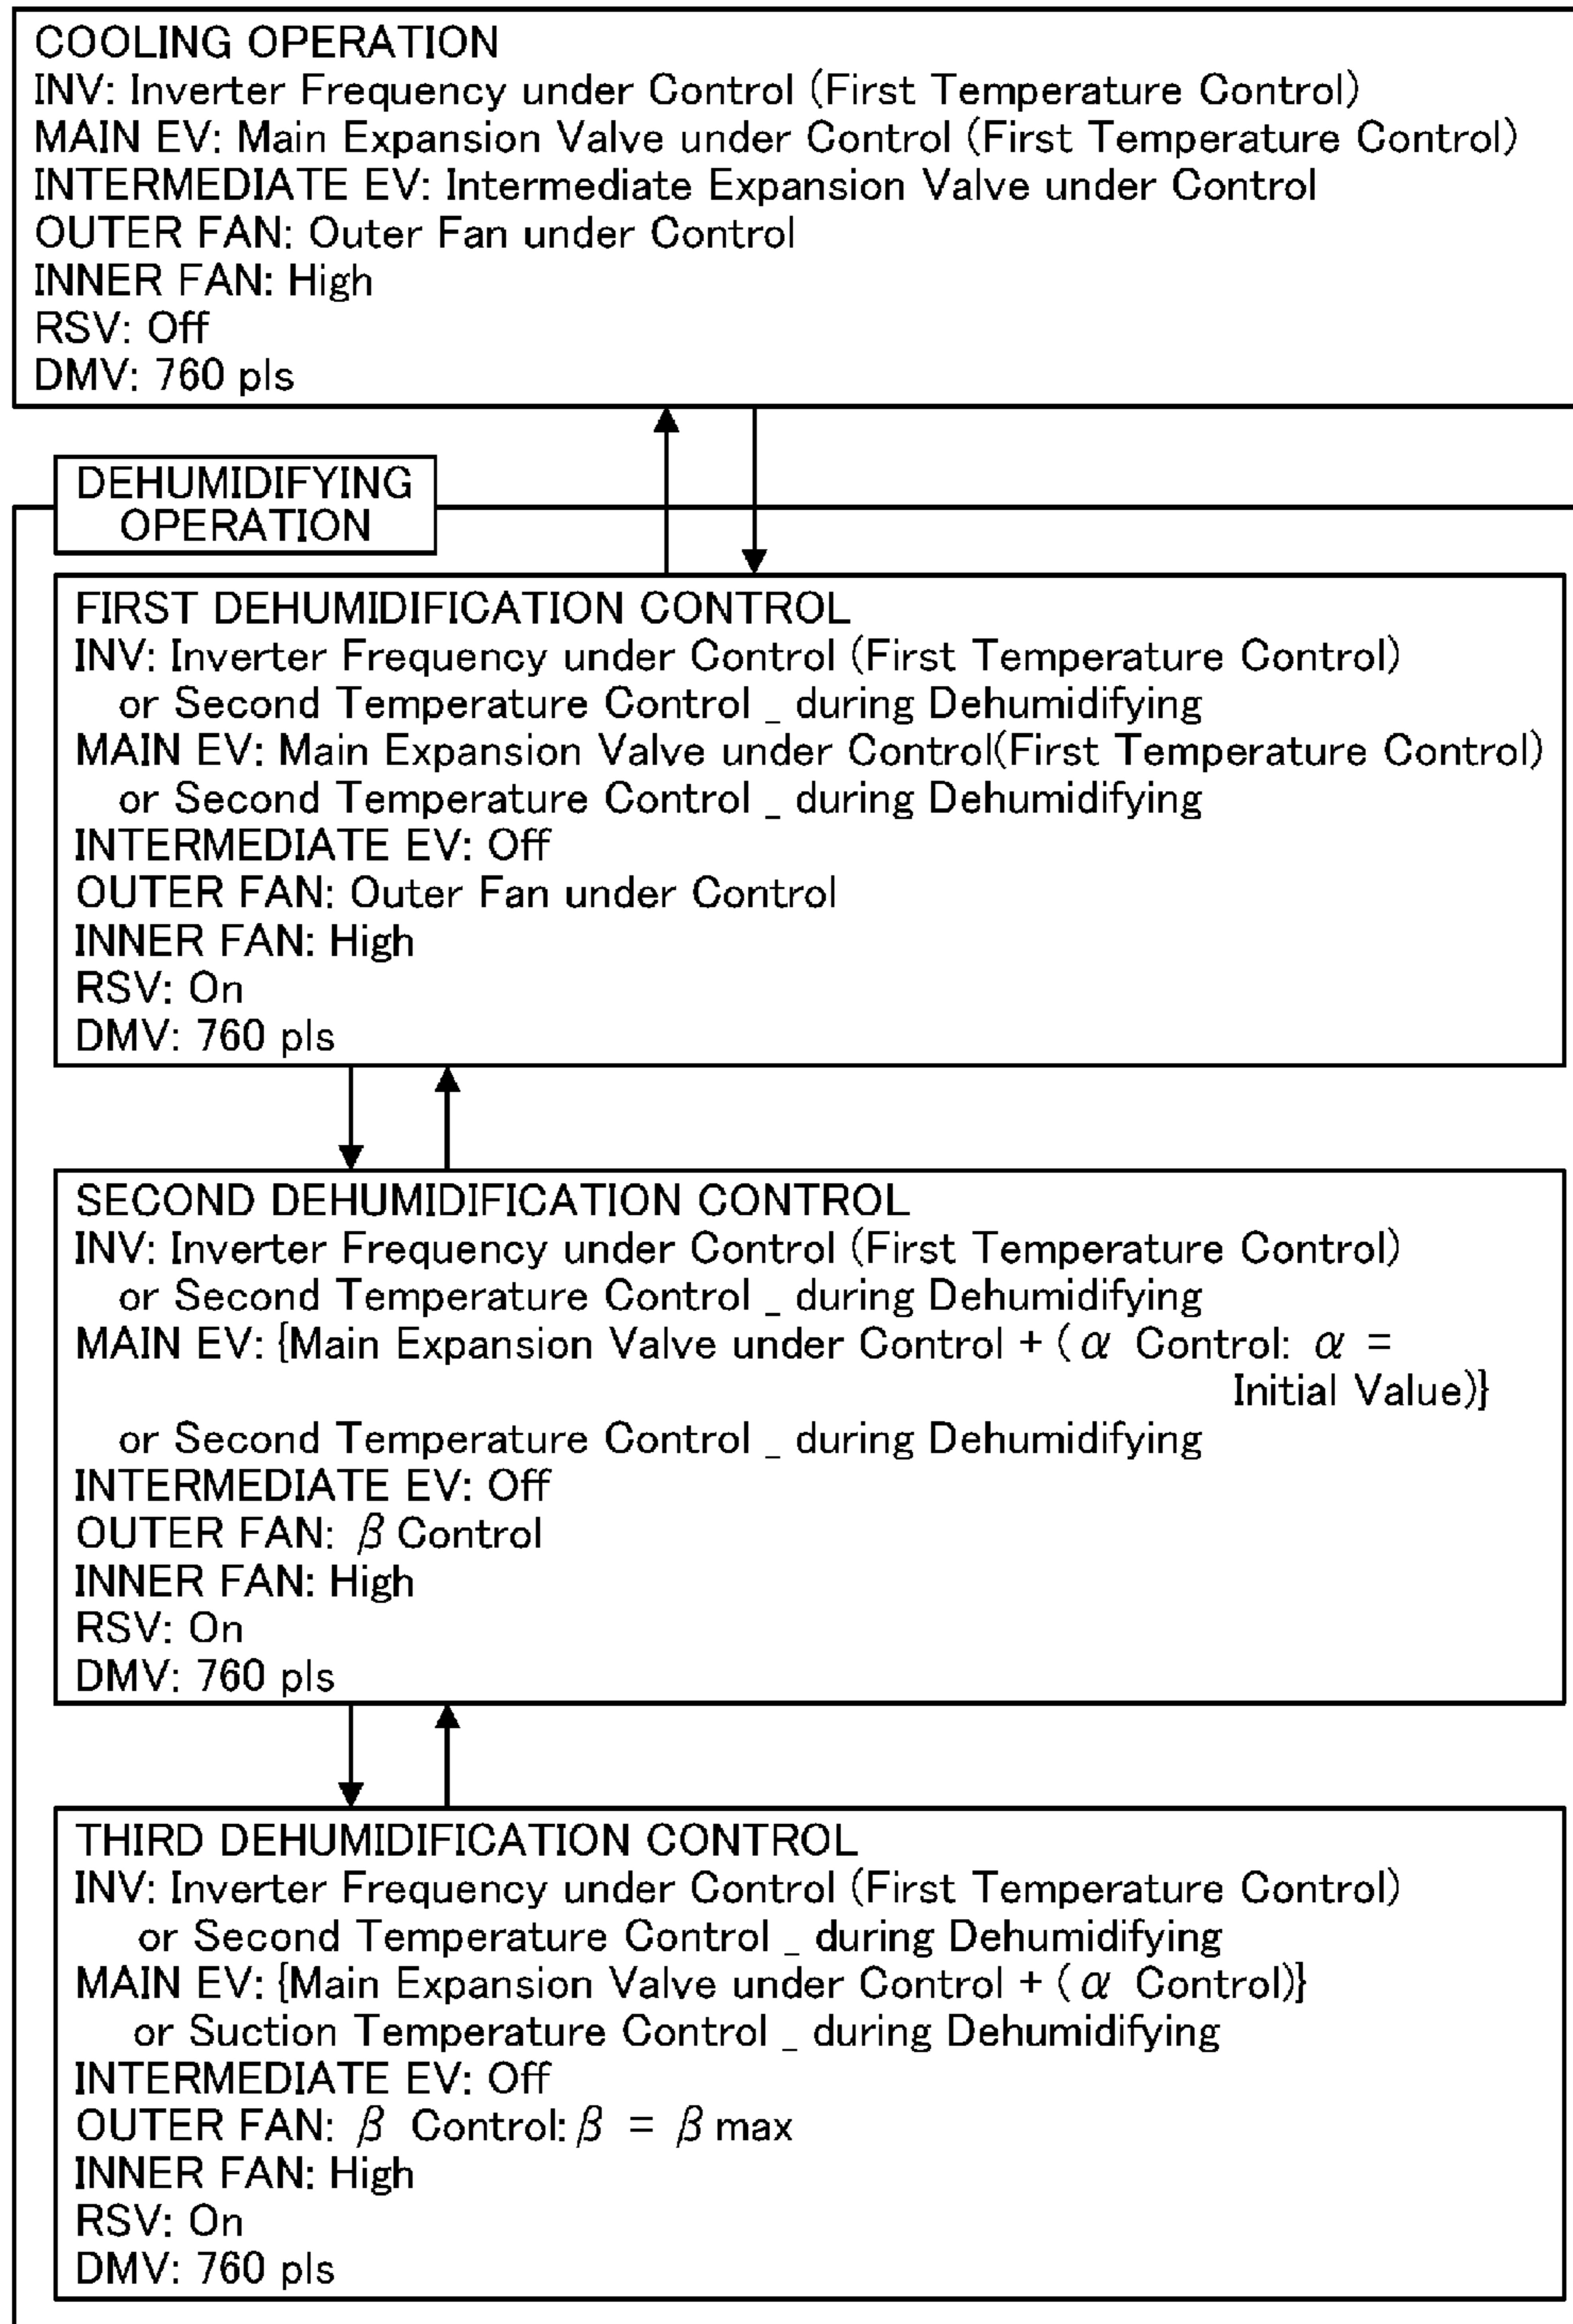 COOLING OPERATION
INV: Inverter Frequency under Control (First Temperature Control)
MAIN EV: Main Expansion Valve under Control (First Temperature Control)
INTERMEDIATE EV: Intermediate Expansion Valve under Control
OUTER FAN: Outer Fan under Control
INNER FAN: High
RSV: Off
DMV: 760 pls
DEHUMIDIFYING
OPERATION
FIRST DEHUMIDIFICATION CONTROL
INV: Inverter Frequency under Control (First Temperature Control)
or Second Temperature Control _ during Dehumidifying
MAIN EV: Main Expansion Valve under Control(First Temperature Control)
or Second Temperature Control _ during Dehumidifying
INTERMEDIATE EV: Off
OUTER FAN: Outer Fan under Control
INNER FAN: High
RSV: On
DMV: 760 pls
SECOND DEHUMIDIFICATION CONTROL
INV: Inverter Frequency under Control (First Temperature Control)
or Second Temperature Control _ during Dehumidifying
MAIN EV: {Main Expansion Valve under Control + (α Control: α =
Initial Value)}
or Second Temperature Control _ during Dehumidifying
INTERMEDIATE EV: Off
OUTER FAN: β Control
INNER FAN: High
RSV: On
DMV: 760 pls
THIRD DEHUMIDIFICATION CONTROL
INV: Inverter Frequency under Control (First Temperature Control)
or Second Temperature Control _ during Dehumidifying
MAIN EV: {Main Expansion Valve under Control + (α Control)}
or Suction Temperature Control _ during Dehumidifying
INTERMEDIATE EV: Off
OUTER FAN: β Control: β = β max
INNER FAN: High
RSV: On
DMV: 760 pls